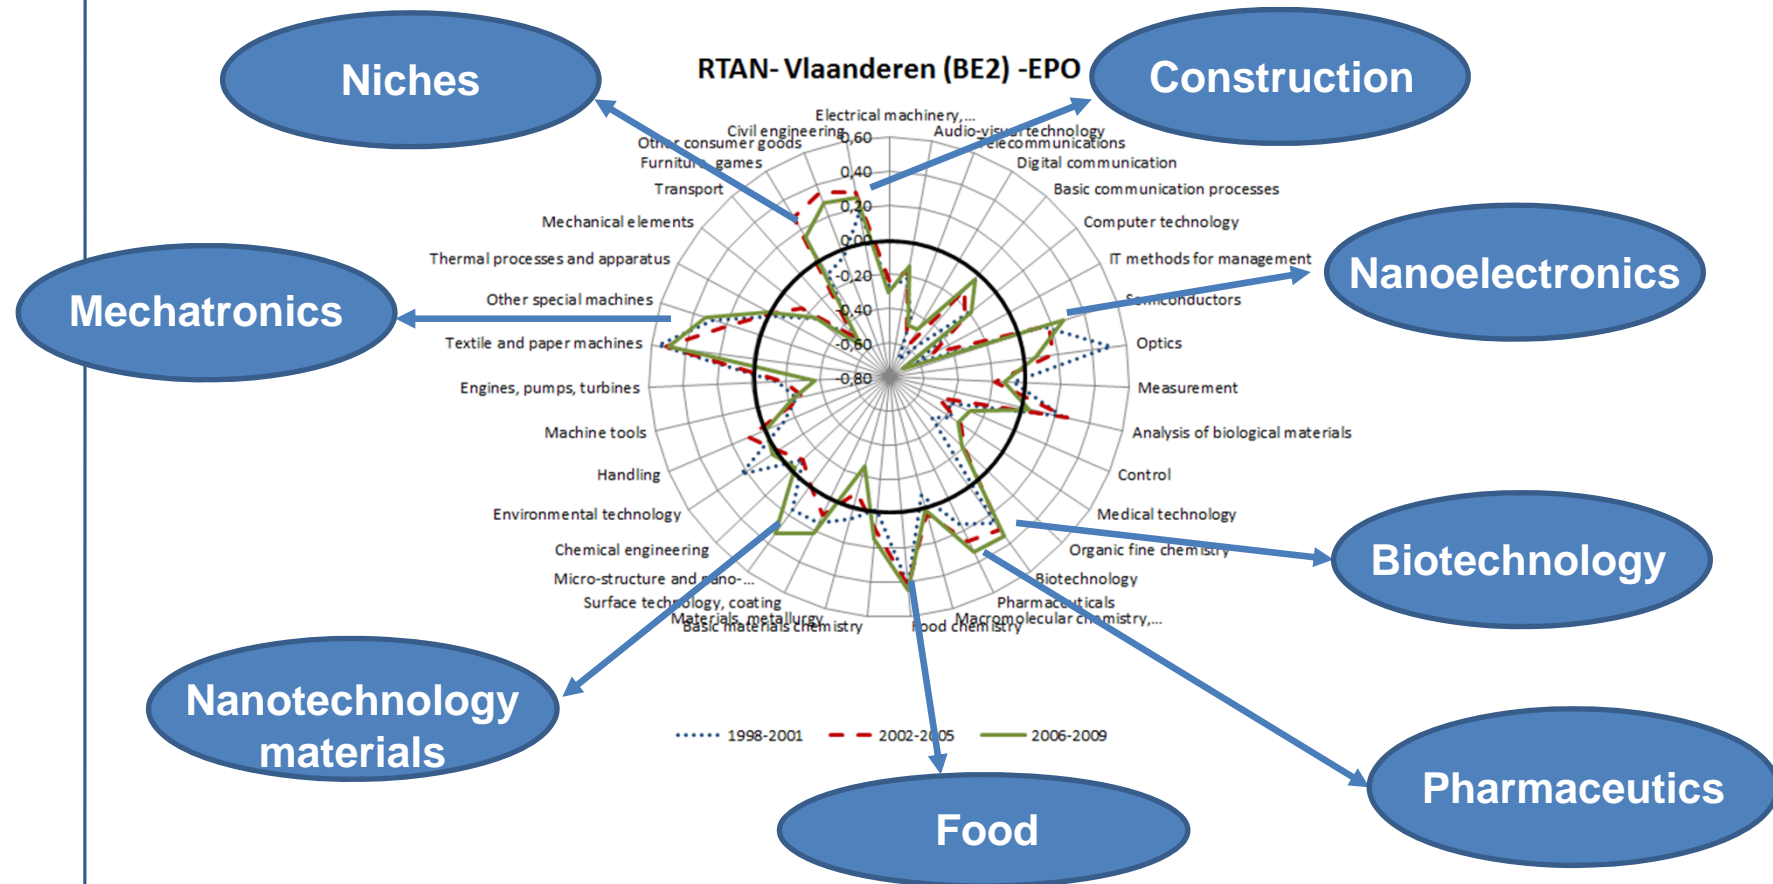 Niches
RTAN- Vlaanderen (BE2) -EPO
Construction
Electrical machinery,...
Civil engineering
Audio-visual technology
Other consumer goods
Telecommunications
Furniture, games
Digital communication
Transport
Basic communication processes
Mechanical elements
Computer technology
Thermal processes and apparatus
IT methods for management
Other special machines
Semiconductors
Textile and paper machines
Optics
Engines, pumps, turbines
Measurement
Machine tools
Analysis of biological materials
Handling
Control
Environmental technology
Medical technology
Chemical engineering
Organic fine chemistry
Micro-structure and nano-...
Biotechnology
Surface technology, coating
Pharmaceuticals
Materials, metallurgy
Macromolecular chemistry,...
Basic materials chemistry
Food chemistry
0,60
0,40
0,20
0,00
-0,20
-0,40
-0,60
-0,80
Nanoelectronics
Mechatronics
Biotechnology
Nanotechnology
materials
1998-2001
2002-2005
2006-2009
Pharmaceutics
Food